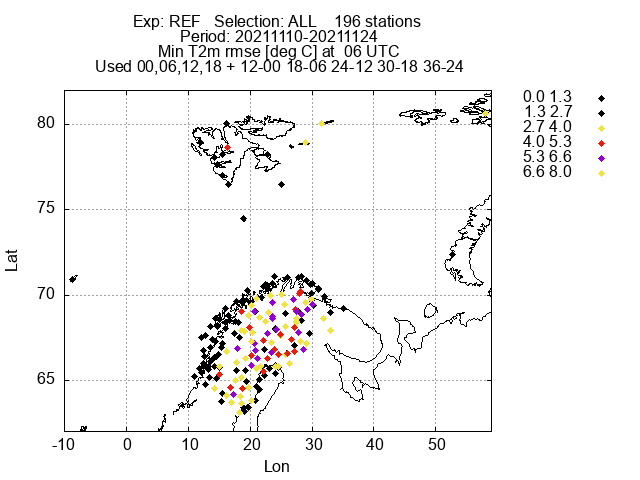 Exp: REF Selection: ALL 196 stations
Period: 20211110-20211124
Min T2m rmse [deg C] at 06 UTC
Used 00,06,12,18 + 12-00 18-06 24-12 30-18 36-24
0.0 1.3
1.3 2.7
2.7 4.0
4.0 5.3
5.3 6.6
6.6 8.0
80
75
70
65
Lat
-10 0 10 20 30 40 50
Lon